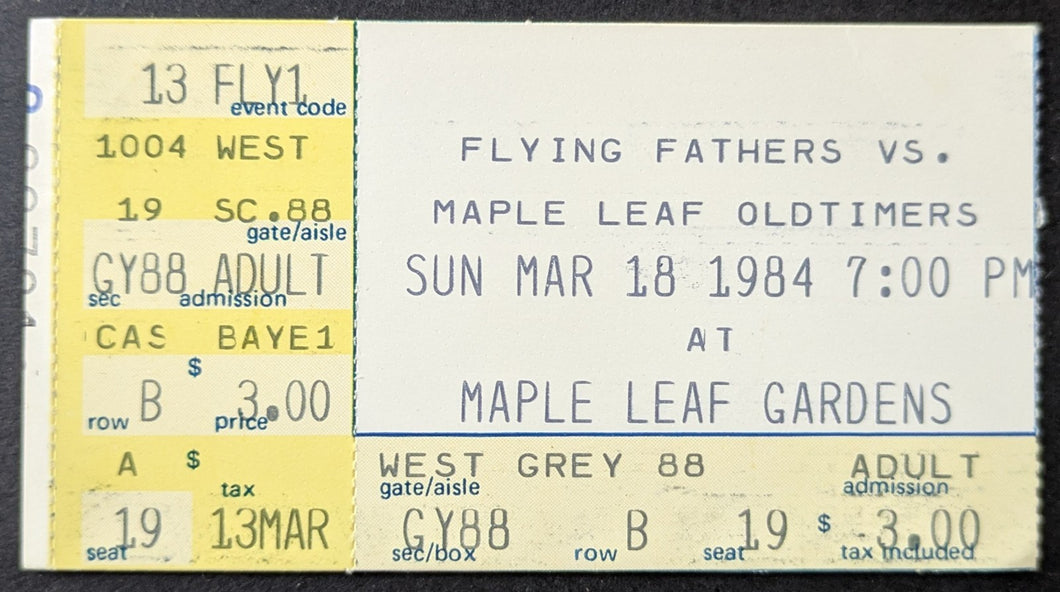 13 FLY1
event code
1004 WEST
19 SC.88
gate/aisle
GY88 ADULT
sec admission
CAS BAYE1
$
B 3.00
row price
A $
tax
19 13MAR
seat
FLYING FATHERS VS.
MAPLE LEAF OLDTIMERS
SUN MAR 18 1984 7:00 PM
AT
MAPLE LEAF GARDENS
WEST GREY 88 ADULT
gate/aisle admission
GY88 B 19 $ 3.00
sec/box row seat tax included